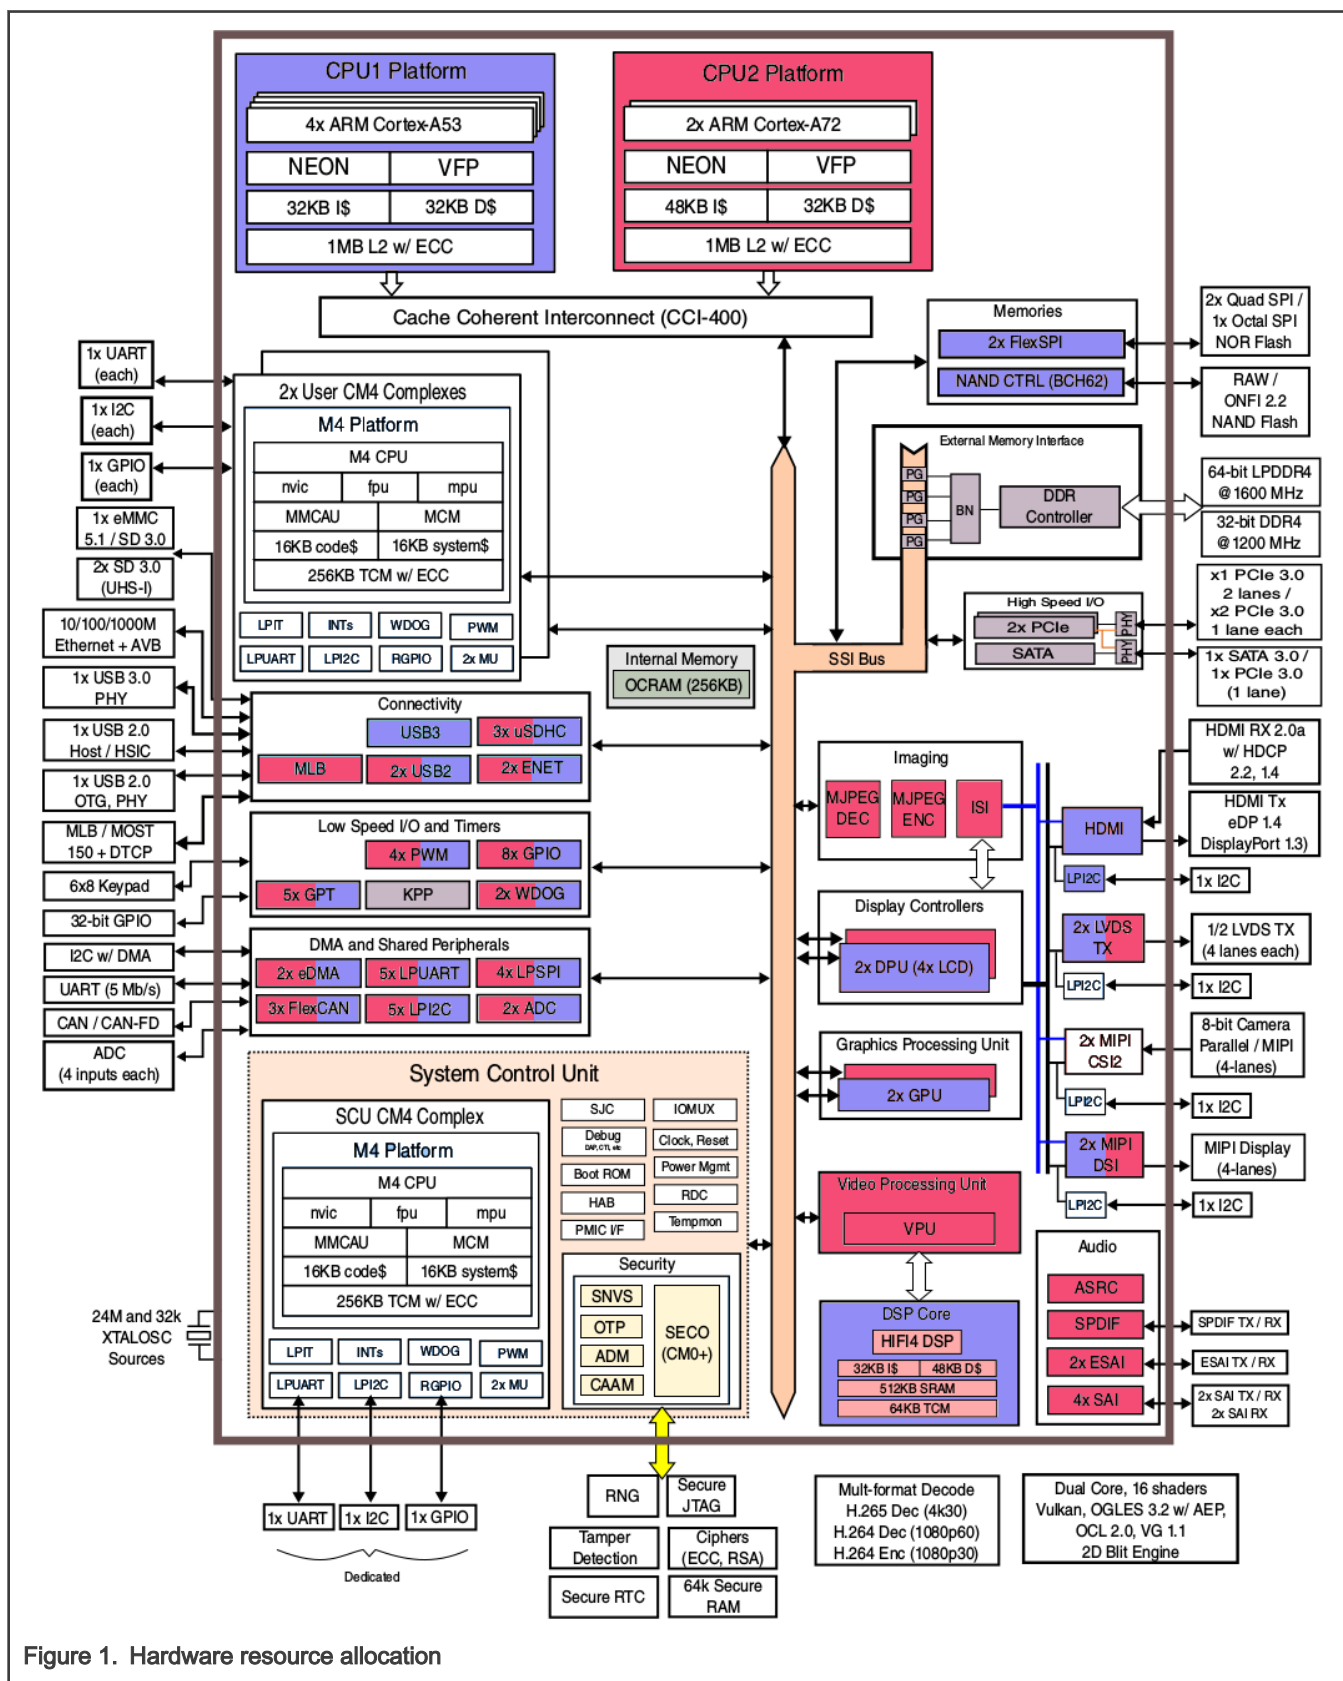 CPU1 Platform
4x ARM Cortex-A53
NEON
VFP
32KB I$
32KB D$
1MB L2 w/ ECC
CPU2 Platform
2x ARM Cortex-A72
NEON
VFP
48KB I$
32KB D$
1MB L2 w/ ECC
Cache Coherent Interconnect (CCI-400)
1x UART
(each)
1x I2C
(each)
1x GPIO
(each)
1x eMMC
5.1 / SD 3.0
2x SD 3.0
(UHS-I)
10/100/1000M
Ethernet + AVB
1x USB 3.0
PHY
1x USB 2.0
Host / HSIC
1x USB 2.0
OTG, PHY
MLB / MOST
150 + DTCP
6x8 Keypad
32-bit GPIO
I2C w/ DMA
UART (5 Mb/s)
CAN / CAN-FD
ADC
(4 inputs each)
24M and 32k
XTALOSC
Sources
2x User CM4 Complexes
M4 Platform
M4 CPU
nvic
fpu
mpu
MMCAU
MCM
16KB code$
16KB system$
256KB TCM w/ ECC
LPIT
INTs
WDOG
PWM
LPUART
LPI2C
RGPIO
2x MU
Connectivity
USB3
3x uSDHC
MLB
2x USB2
2x ENET
Low Speed I/O and Timers
4x PWM
8x GPIO
5x GPT
KPP
2x WDOG
DMA and Shared Peripherals
2x eDMA
5x LPUART
4x LPSPI
3x FlexCAN
5x LPI2C
2x ADC
Internal Memory
OCRAM (256KB)
SSI Bus
System Control Unit
SCU CM4 Complex
M4 Platform
M4 CPU
nvic
fpu
mpu
MMCAU
MCM
16KB code$
16KB system$
256KB TCM w/ ECC
LPIT
INTs
WDOG
PWM
LPUART
LPI2C
RGPIO
2x MU
SJC
IOMUX
Debug
DAP, CTI, etc
Clock, Reset
Boot ROM
Power Mgmt
HAB
RDC
PMIC I/F
Tempmon
Security
SNVS
OTP
ADM
CAAM
SECO
(CM0+)
Memories
2x FlexSPI
NAND CTRL (BCH62)
External Memory Interface
PG
PG
PG
PG
BN
DDR
Controller
High Speed I/O
2x PCIe
SATA
PHY
PHY
Imaging
MJPEG
DEC
MJPEG
ENC
ISI
Display Controllers
2x DPU (4x LCD)
Graphics Processing Unit
2x GPU
Video Processing Unit
VPU
DSP Core
HIFI4 DSP
32KB I$
48KB D$
512KB SRAM
64KB TCM
HDMI
LPI2C
2x LVDS
TX
LPI2C
2x MIPI
CSI2
LPI2C
2x MIPI
DSI
LPI2C
Audio
ASRC
SPDIF
2x ESAI
4x SAI
2x Quad SPI /
1x Octal SPI
NOR Flash
RAW /
ONFI 2.2
NAND Flash
64-bit LPDDR4
@1600 MHz
32-bit DDR4
@1200 MHz
x1 PCIe 3.0
2 lanes /
x2 PCIe 3.0
1 lane each
1x SATA 3.0 /
1x PCIe 3.0
(1 lane)
HDMI RX 2.0a
w/ HDCP
2.2, 1.4
HDMI Tx
eDP 1.4
DisplayPort 1.3)
1x I2C
1/2 LVDS TX
(4 lanes each)
1x I2C
8-bit Camera
Parallel / MIPI
(4-lanes)
1x I2C
MIPI Display
(4-lanes)
1x I2C
SPDIF TX / RX
ESAI TX / RX
2x SAI TX / RX
2x SAI RX
1x UART
1x I2C
1x GPIO
Dedicated
RNG
Secure
JTAG
Tamper
Detection
Ciphers
(ECC, RSA)
Secure RTC
64k Secure
RAM
Mult-format Decode
H.265 Dec (4k30)
H.264 Dec (1080p60)
H.264 Enc (1080p30)
Dual Core, 16 shaders
Vulkan, OGLES 3.2 w/ AEP,
OCL 2.0, VG 1.1
2D Blit Engine
Figure 1. Hardware resource allocation